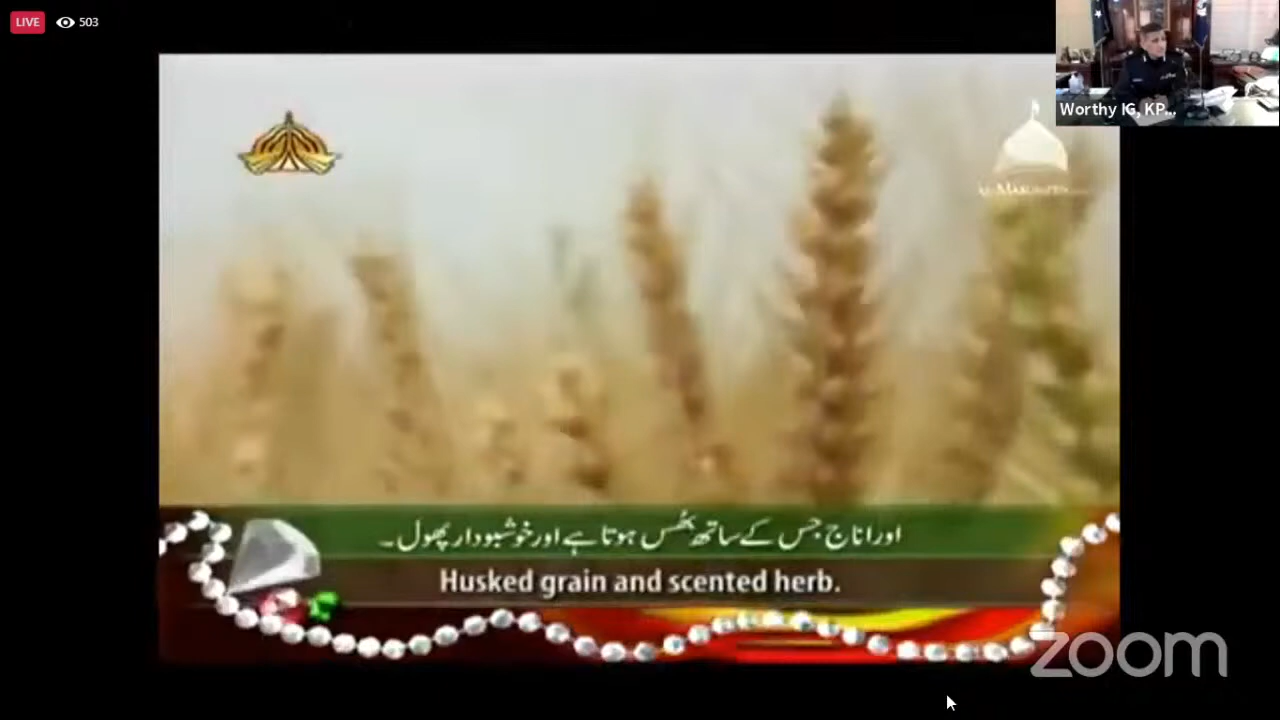 LIVE 503
Worthy IG, KP...
اور اناج جس کے ساتھ بھُس ہوتا ہے اور خوشبودار پھول۔
Husked grain and scented herb.
zoom